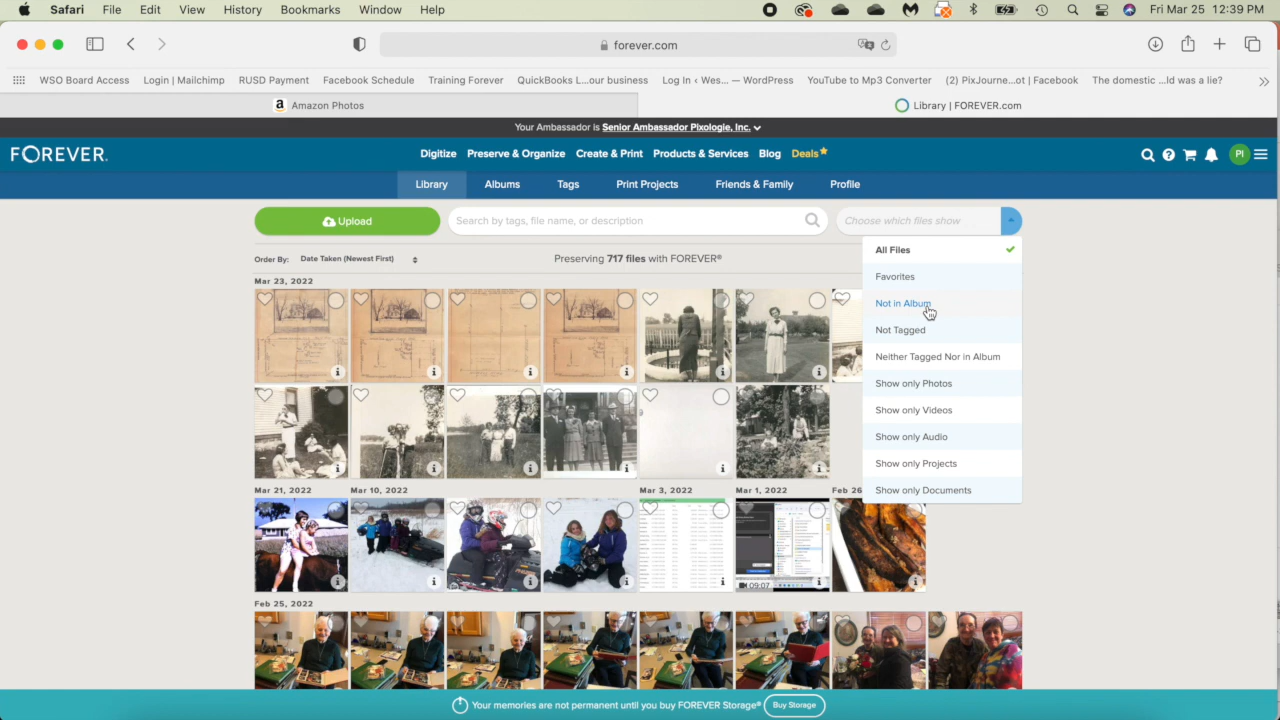 Safari File Edit View History Bookmarks Window Help Fri Mar 25 12:39 PM
forever.com
WSO Board Access Login | Mailchimp RUSD Payment Facebook Schedule Training Forever QuickBooks L...our business Log In ‹ Wes... — WordPress YouTube to Mp3 Converter (2) PixJourne...ot | Facebook The domestic ...ld was a lie?
a Amazon Photos Library | FOREVER.com
Your Ambassador is Senior Ambassador Pixologie, Inc.
FOREVER. Digitize Preserve & Organize Create & Print Products & Services Blog Deals PI
Library Albums Tags Print Projects Friends & Family Profile
Upload Search by tags, file name, or description Choose which files show
All Files
Order By: Date Taken (Newest First) Preserving 717 files with FOREVER®
Favorites
Mar 23, 2022
Not in Album
Not Tagged
Neither Tagged Nor in Album
Show only Photos
Show only Videos
Show only Audio
Show only Projects
Show only Documents
Mar 21, 2022 Mar 10, 2022 Mar 3, 2022 Mar 1, 2022 Feb 26
09:07
Feb 25, 2022
Your memories are not permanent until you buy FOREVER Storage® Buy Storage